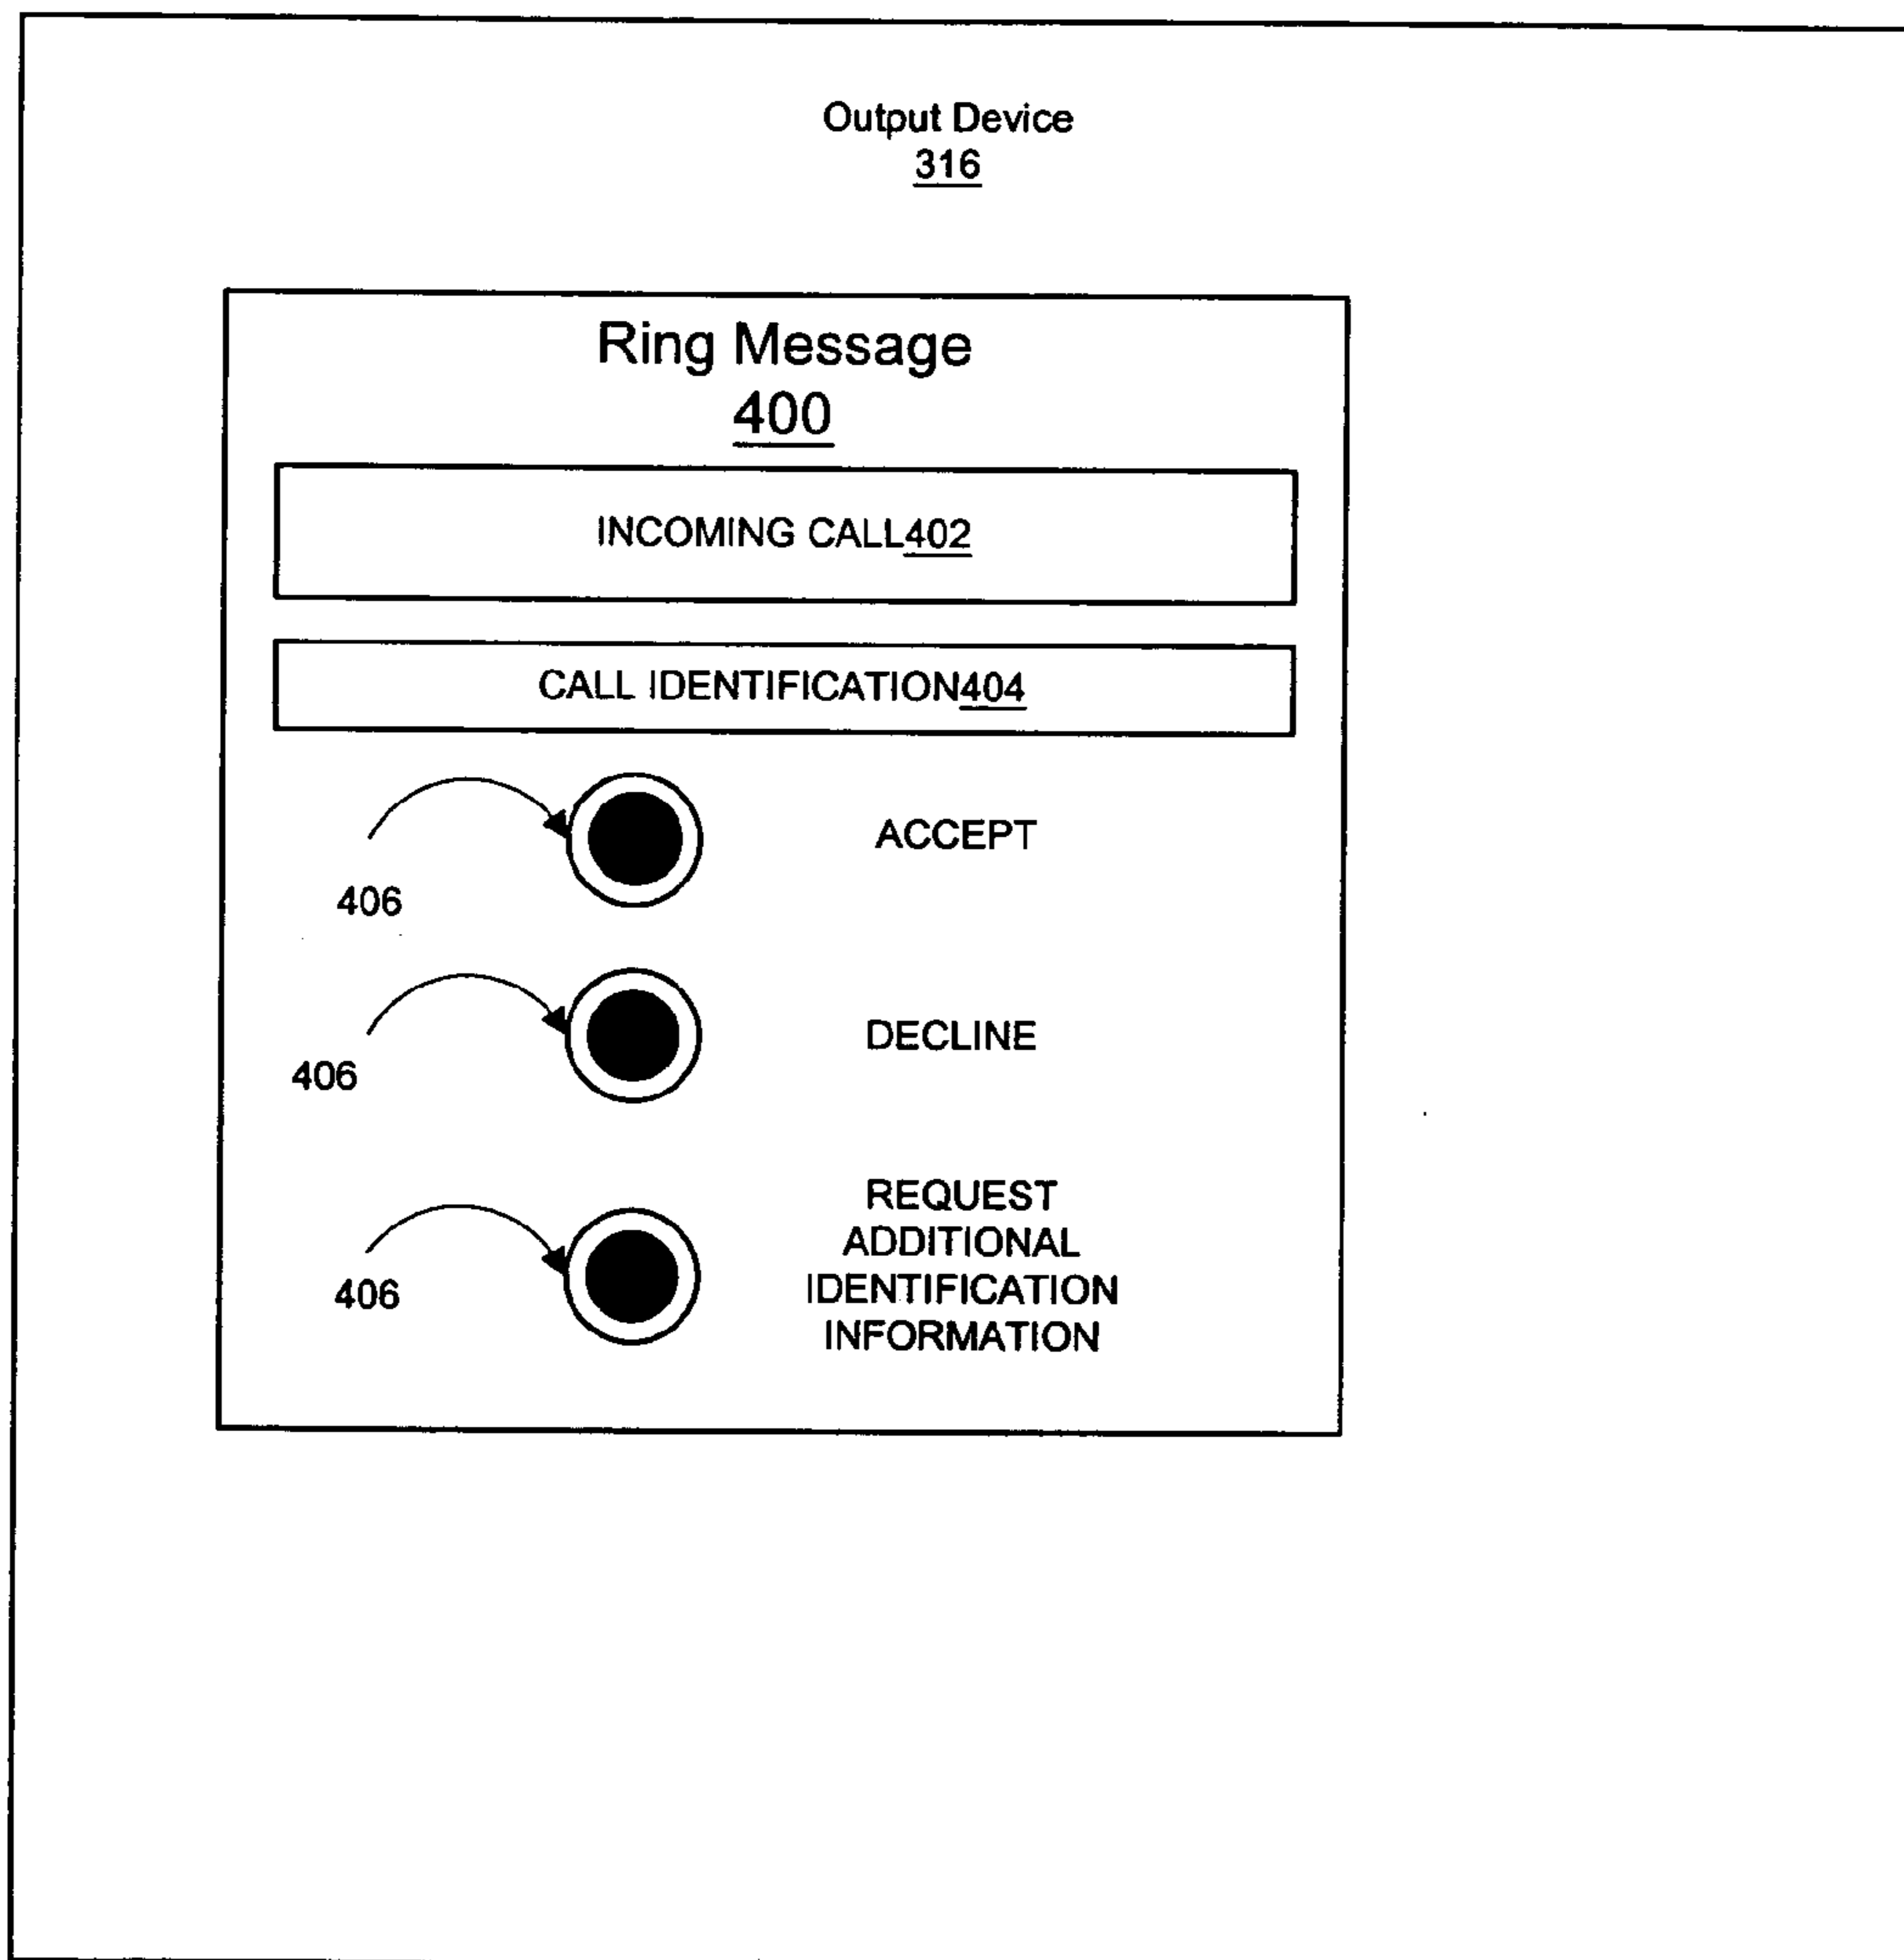 Output Device
316
Ring Message
400
INCOMING CALL402
CALL IDENTIFICATION404
ACCEPT
406
DECLINE
406
REQUEST
ADDITIONAL
IDENTIFICATION
INFORMATION
406